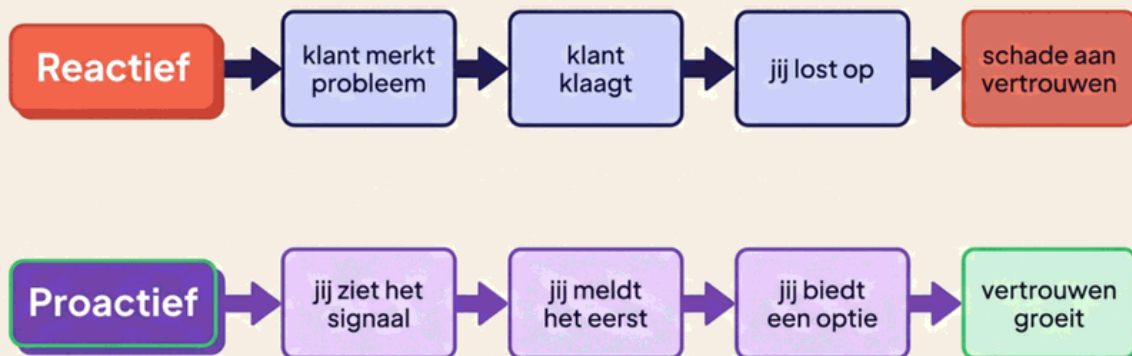 Reactief
klant merkt
probleem
klant
klaagt
jij lost op
schade aan
vertrouwen
Proactief
jij ziet het
signaal
jij meldt
het eerst
jij biedt
een optie
vertrouwen
groeit